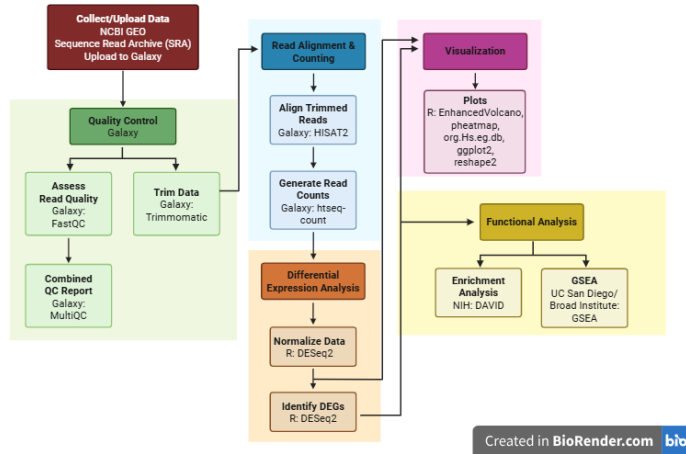 Collect/Upload Data
NCBI GEO
Sequence Read Archive (SRA)
Upload to Galaxy
Quality Control
Galaxy
Assess
Read Quality
Galaxy:
FastQC
Trim Data
Galaxy:
Trimmomatic
Combined
QC Report
Galaxy:
MultiQC
Read Alignment &
Counting
Align Trimmed
Reads
Galaxy: HISAT2
Generate Read
Counts
Galaxy: htseq-
count
Differential
Expression Analysis
Normalize Data
R: DESeq2
Identify DEGs
R: DESeq2
Visualization
Plots
R: EnhancedVolcano,
pheatmap,
org.Hs.eg.db,
ggplot2,
reshape2
Functional Analysis
Enrichment
Analysis
NIH: DAVID
GSEA
UC San Diego/
Broad Institute:
GSEA
Created in BioRender.com bio